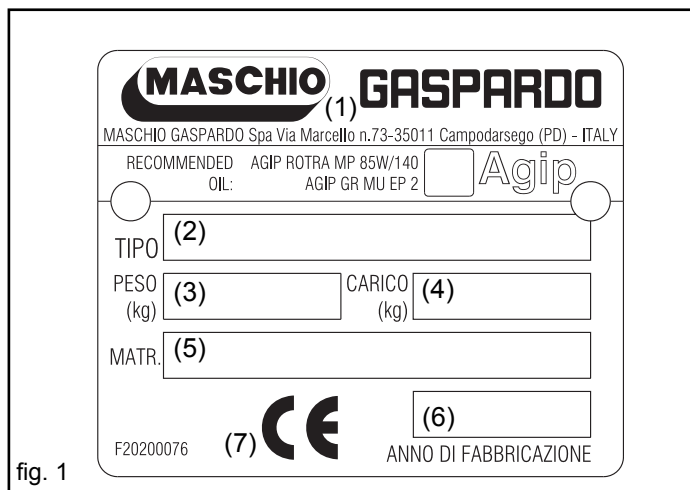 MASCHIO (1) GASPARDO
MASCHIO GASPARDO Spa Via Marcello n.73-35011 Campodarsego (PD) - ITALY
RECOMMENDED OIL: AGIP ROTRA MP 85W/140
AGIP GR MU EP 2
Agip
TIPO (2)
PESO (kg) (3) CARICO (kg) (4)
MATR. (5)
F20200076 (7) CE (6)
ANNO DI FABBRICAZIONE
fig. 1